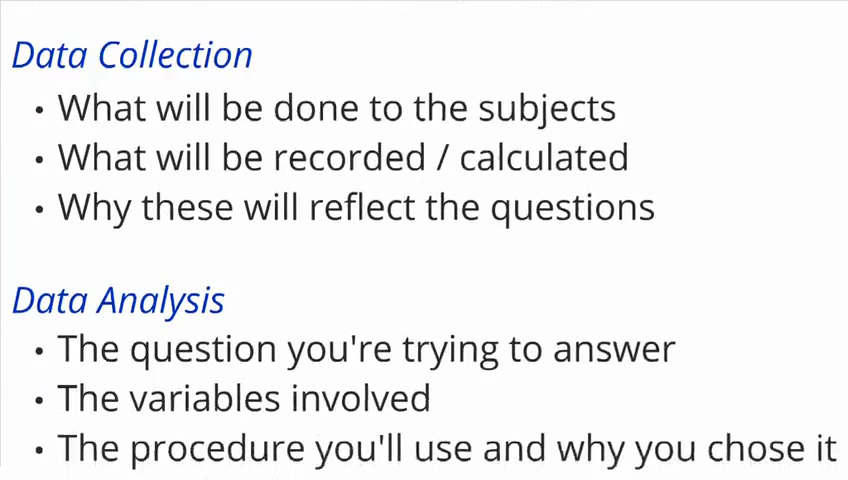 Data Collection
• What will be done to the subjects
• What will be recorded / calculated
• Why these will reflect the questions
Data Analysis
• The question you're trying to answer
• The variables involved
• The procedure you'll use and why you chose it